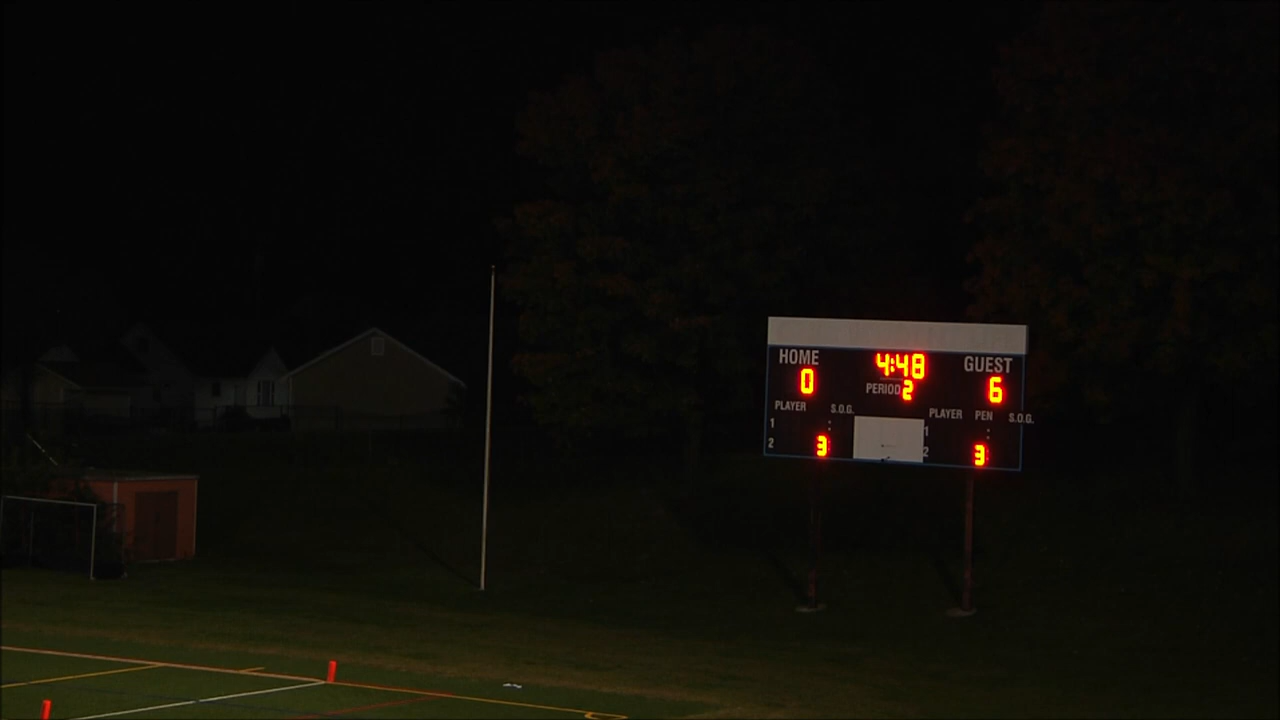 HOME 4:48 GUEST
0 PERIOD 2 6
PLAYER S.O.G. PLAYER PEN S.O.G.
1 : 1 :
2 3 2 3